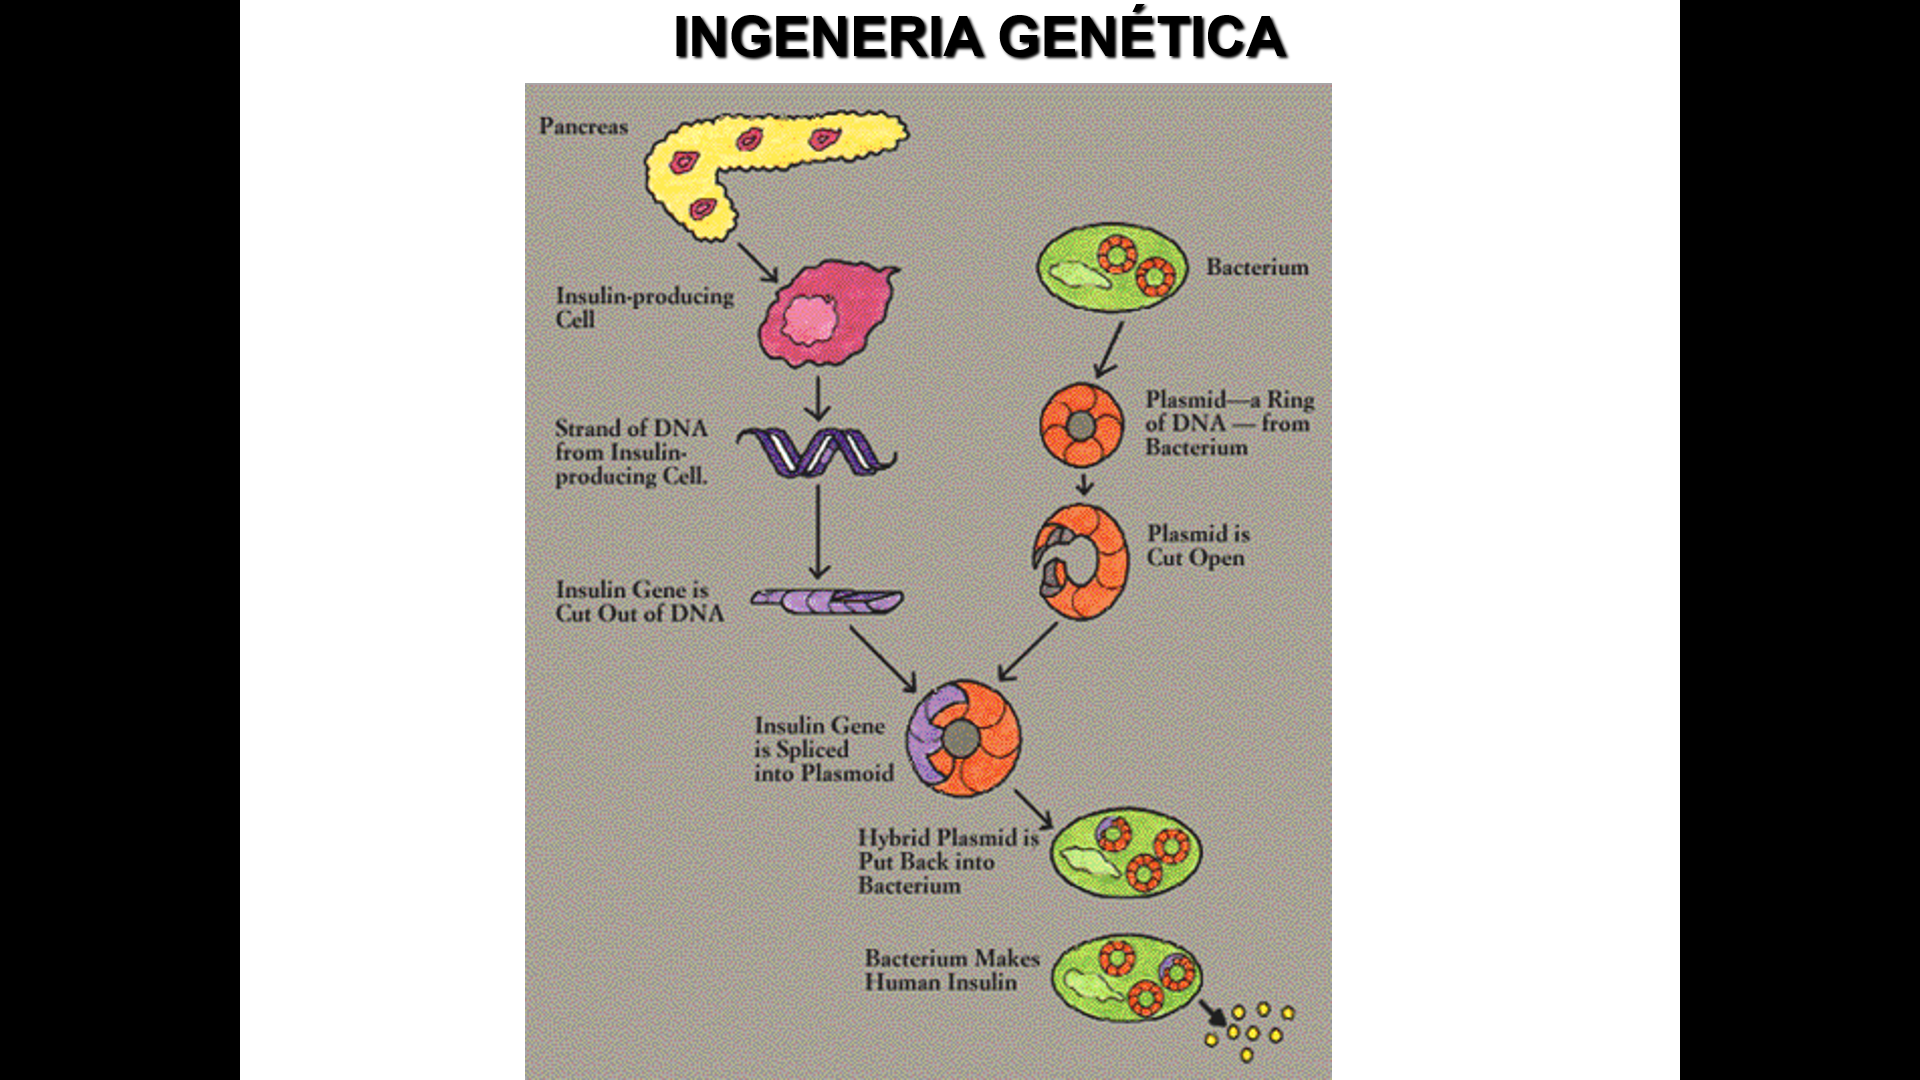 INGENERIA GENÉTICA
Pancreas
Bacterium
Insulin-producing
Cell
Plasmid—a Ring
of DNA — from
Bacterium
Strand of DNA
from Insulin-
producing Cell.
Plasmid is
Cut Open
Insulin Gene is
Cut Out of DNA
Insulin Gene
is Spliced
into Plasmoid
Hybrid Plasmid is
Put Back into
Bacterium
Bacterium Makes
Human Insulin